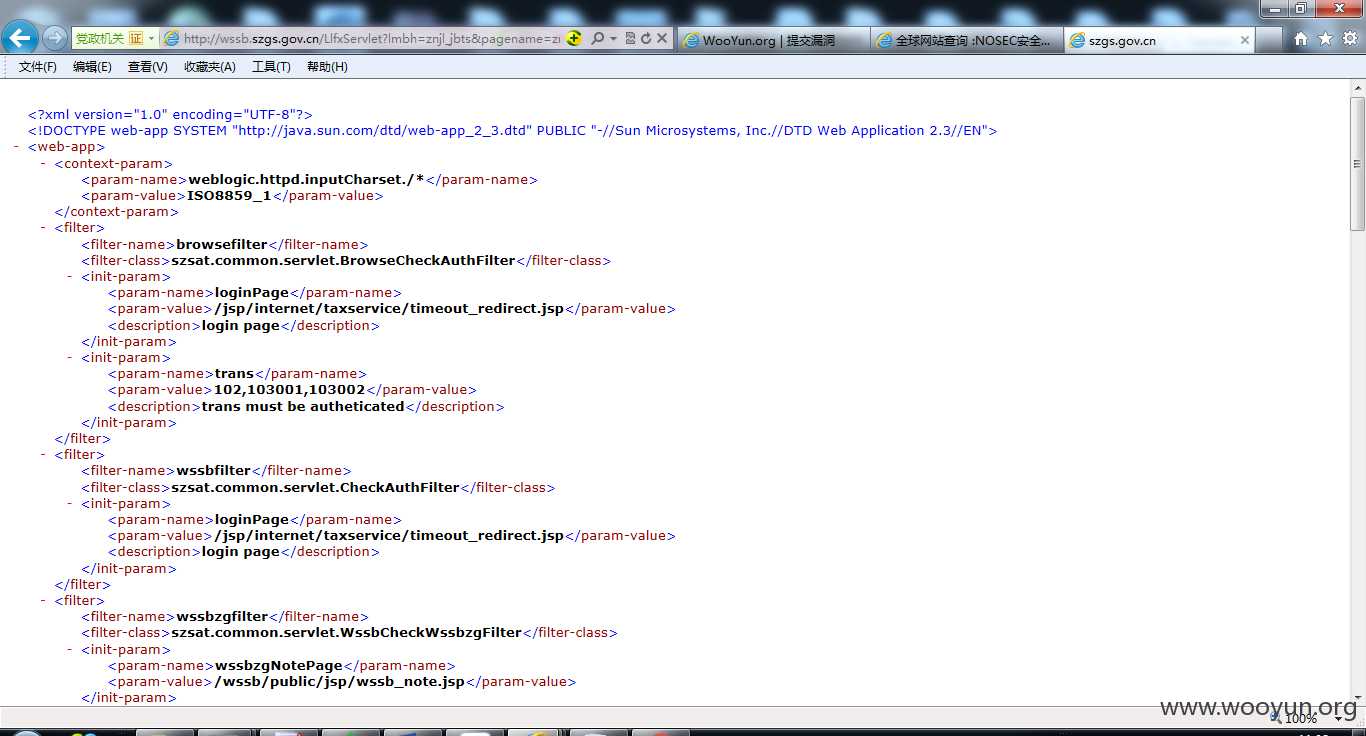 党政机关 证 http://wssb.szgs.gov.cn/LlfxServlet?lmbh=znjl_jbts&pagename=zn
WooYun.org | 提交漏洞
全球网站查询 :NOSEC安全...
szgs.gov.cn
文件(F) 编辑(E) 查看(V) 收藏夹(A) 工具(T) 帮助(H)
<?xml version="1.0" encoding="UTF-8"?>
<!DOCTYPE web-app SYSTEM "http://java.sun.com/dtd/web-app_2_3.dtd" PUBLIC "-//Sun Microsystems, Inc.//DTD Web Application 2.3//EN">
- <web-app>
- <context-param>
<param-name>weblogic.httpd.inputCharset./*</param-name>
<param-value>ISO8859_1</param-value>
</context-param>
- <filter>
<filter-name>browsefilter</filter-name>
<filter-class>szsat.common.servlet.BrowseCheckAuthFilter</filter-class>
- <init-param>
<param-name>loginPage</param-name>
<param-value>/jsp/internet/taxservice/timeout_redirect.jsp</param-value>
<description>login page</description>
</init-param>
- <init-param>
<param-name>trans</param-name>
<param-value>102,103001,103002</param-value>
<description>trans must be autheticated</description>
</init-param>
</filter>
- <filter>
<filter-name>wssbfilter</filter-name>
<filter-class>szsat.common.servlet.CheckAuthFilter</filter-class>
- <init-param>
<param-name>loginPage</param-name>
<param-value>/jsp/internet/taxservice/timeout_redirect.jsp</param-value>
<description>login page</description>
</init-param>
</filter>
- <filter>
<filter-name>wssbzgfilter</filter-name>
<filter-class>szsat.common.servlet.WssbCheckWssbzgFilter</filter-class>
- <init-param>
<param-name>wssbzgNotePage</param-name>
<param-value>/wssb/public/jsp/wssb_note.jsp</param-value>
</init-param>
www.wooyun.org
100%